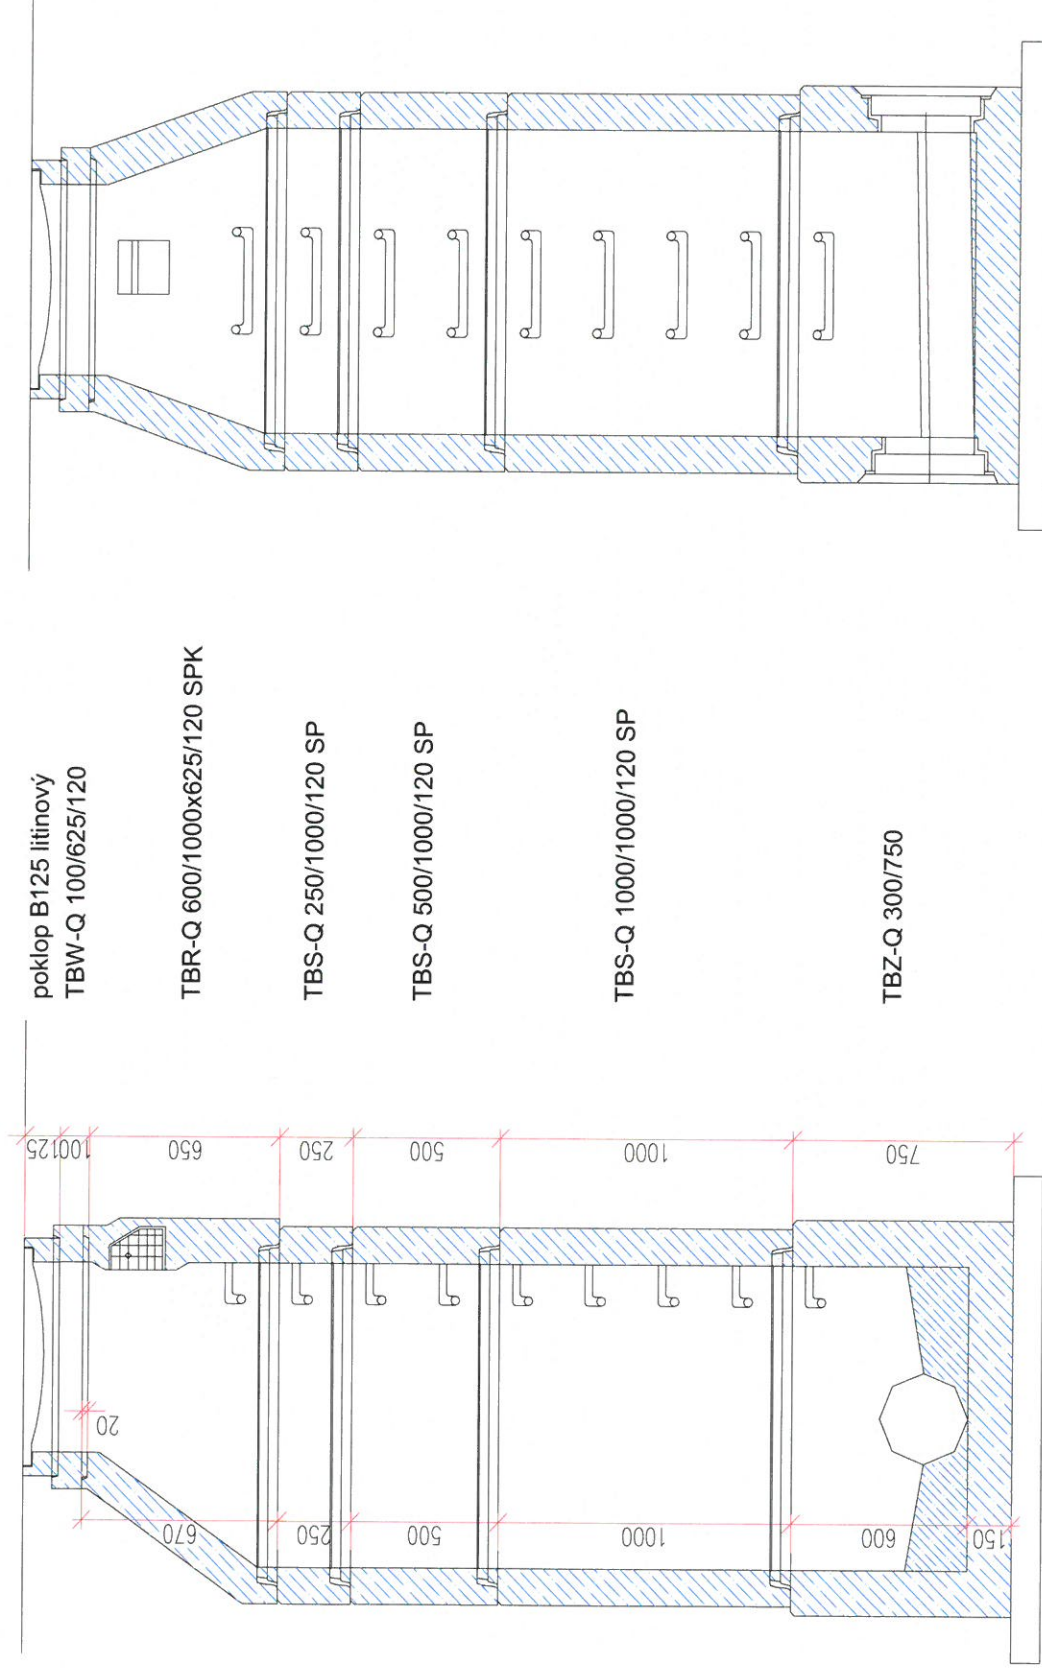 poklop B125 litinový
TBW-Q 100/625/120
TBR-Q 600/1000x625/120 SPK
TBS-Q 250/1000/120 SP
TBS-Q 500/1000/120 SP
TBS-Q 1000/1000/120 SP
TBZ-Q 300/750
125
100
650
250
500
1000
750
20
670
250
500
1000
600
150